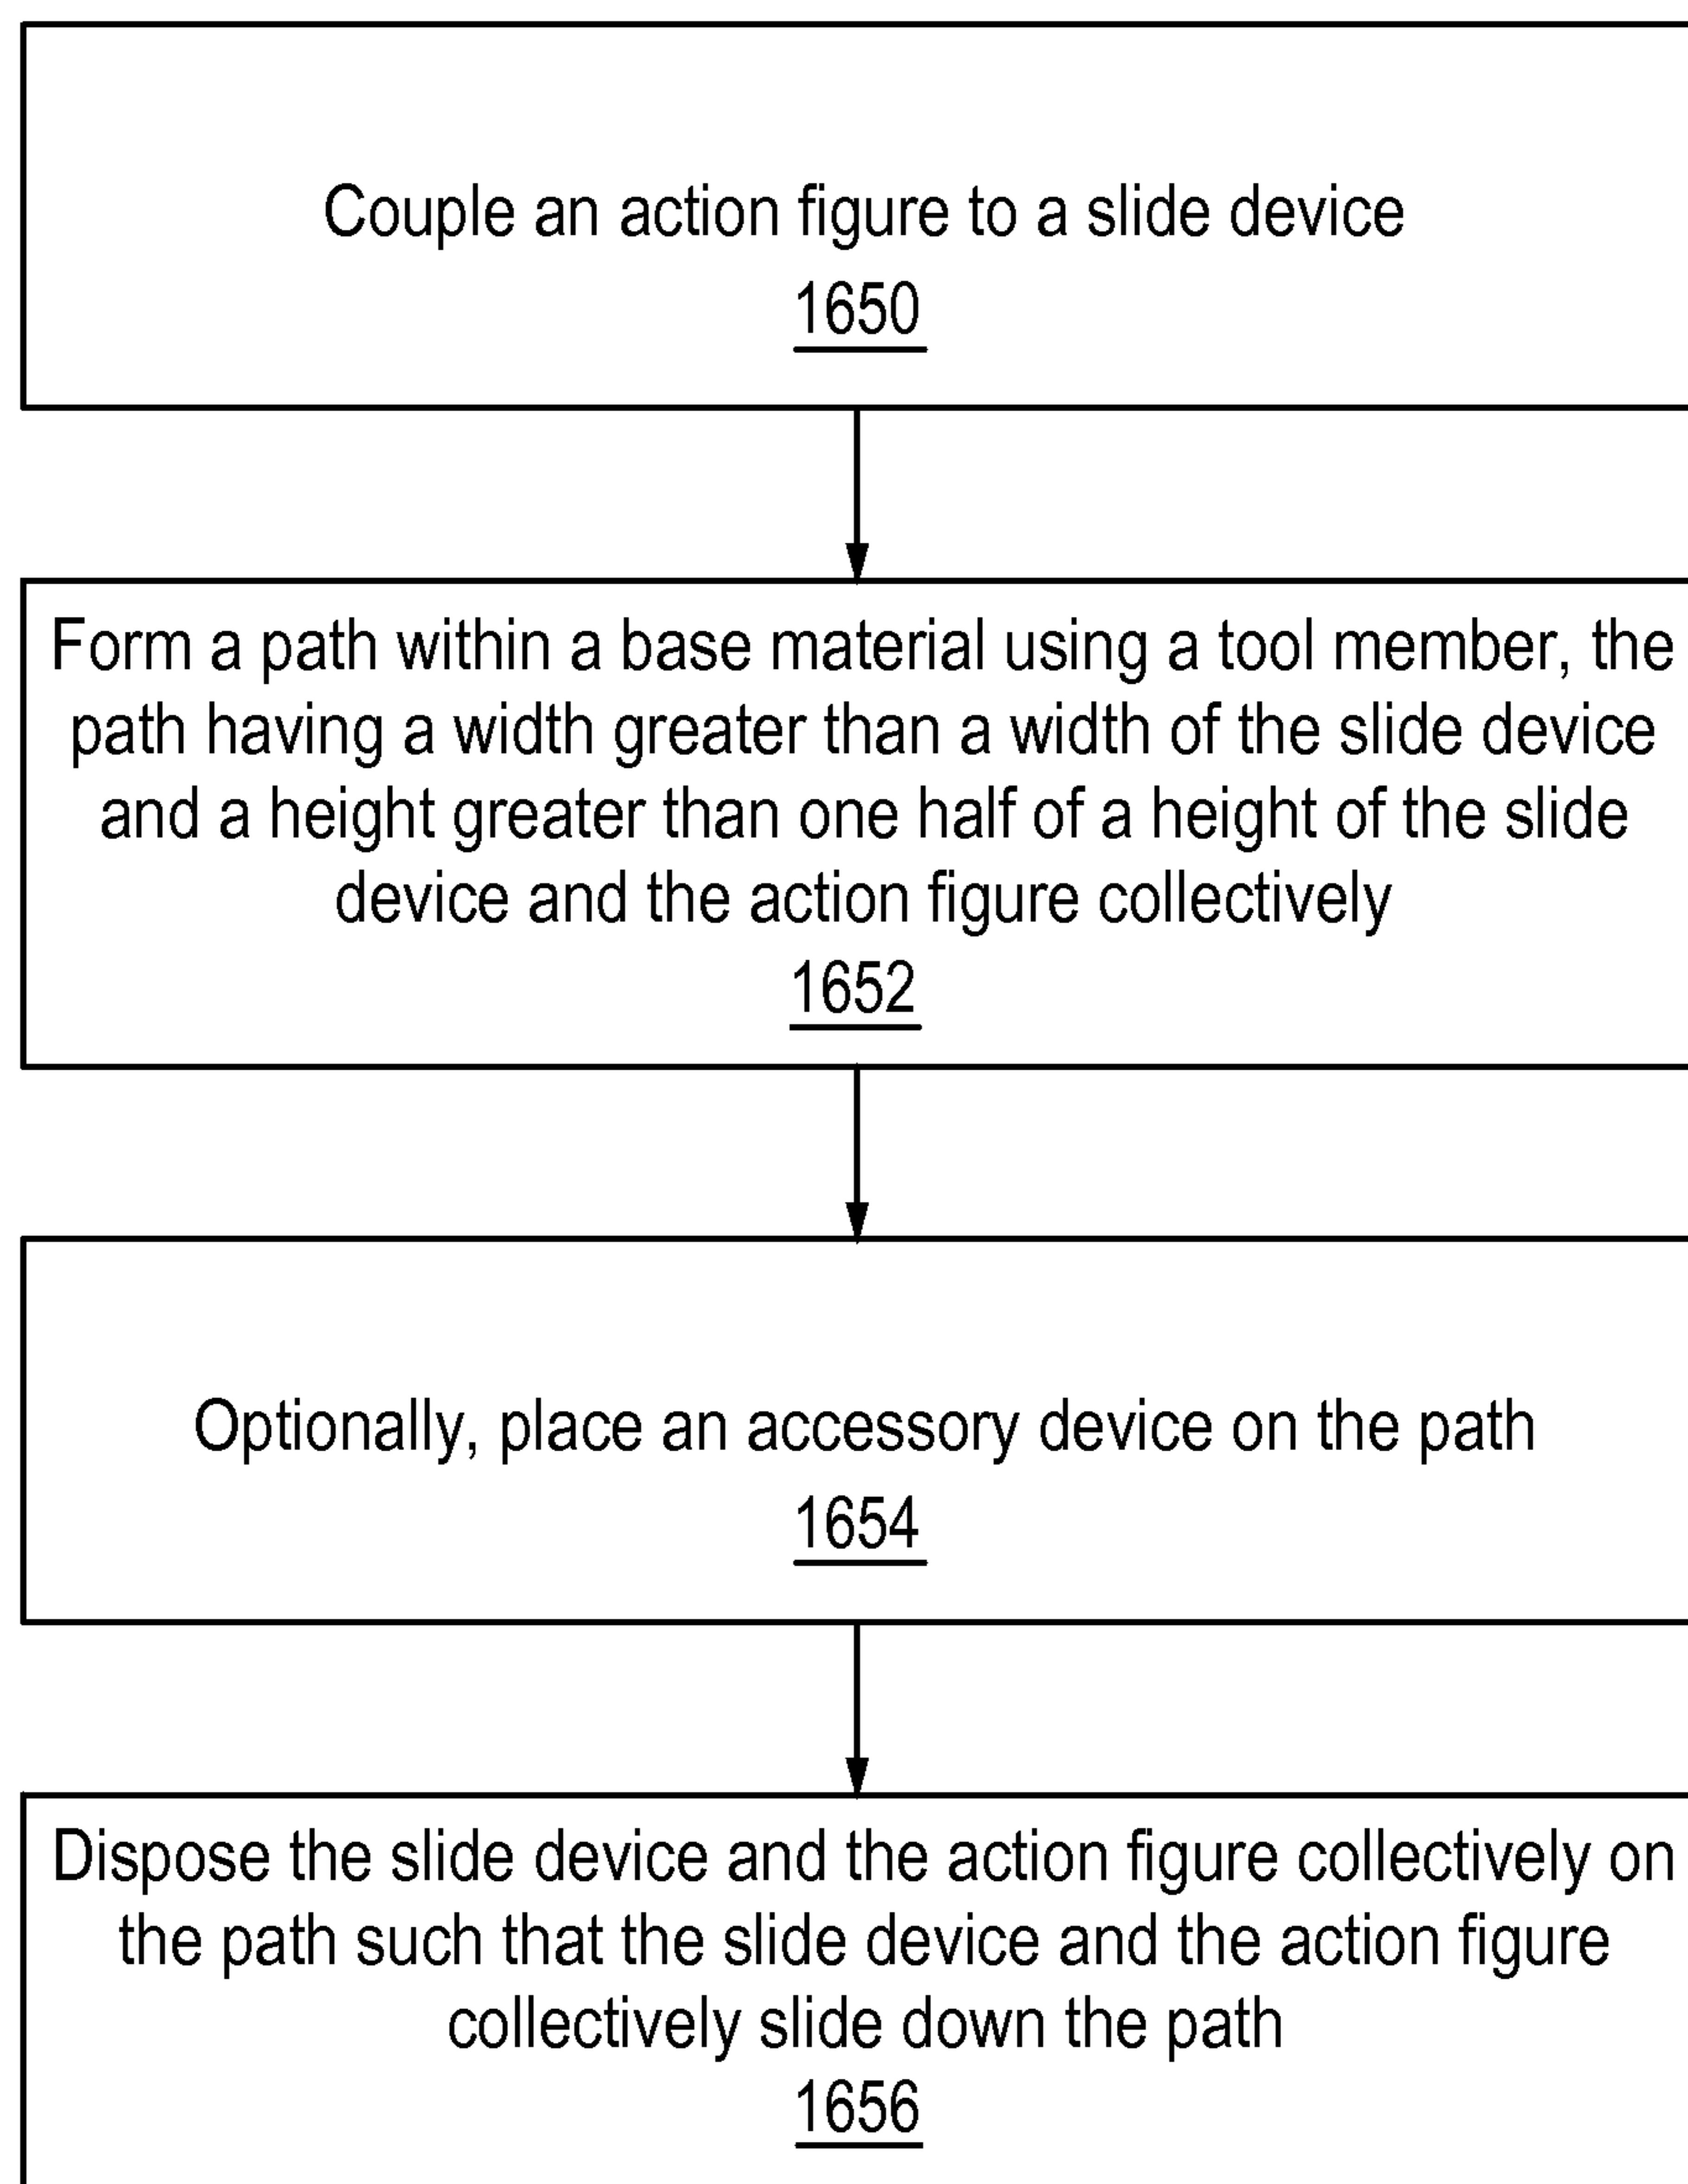 Couple an action figure to a slide device
1650
Form a path within a base material using a tool member, the
path having a width greater than a width of the slide device
and a height greater than one half of a height of the slide
device and the action figure collectively
1652
Optionally, place an accessory device on the path
1654
Dispose the slide device and the action figure collectively on
the path such that the slide device and the action figure
collectively slide down the path
1656